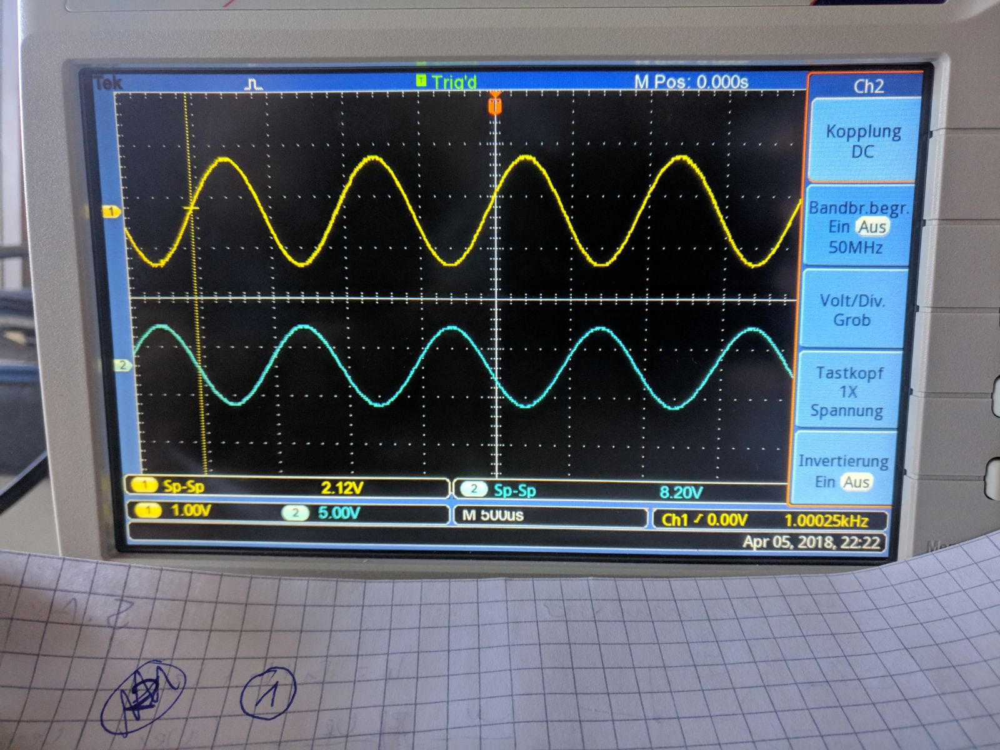 Tek Trig'd M Pos: 0.000s
Ch2
Kopplung
DC
Bandbr.begr.
Ein Aus
50MHz
Volt/Div.
Grob
Tastkopf
1X
Spannung
Invertierung
Ein Aus
1
2
1 Sp-Sp 2.12V 2 Sp-Sp 8.20V
1 1.00V 2 5.00V M 500us Ch1 0.00V 1.00025kHz
Apr 05, 2018, 22:22
1